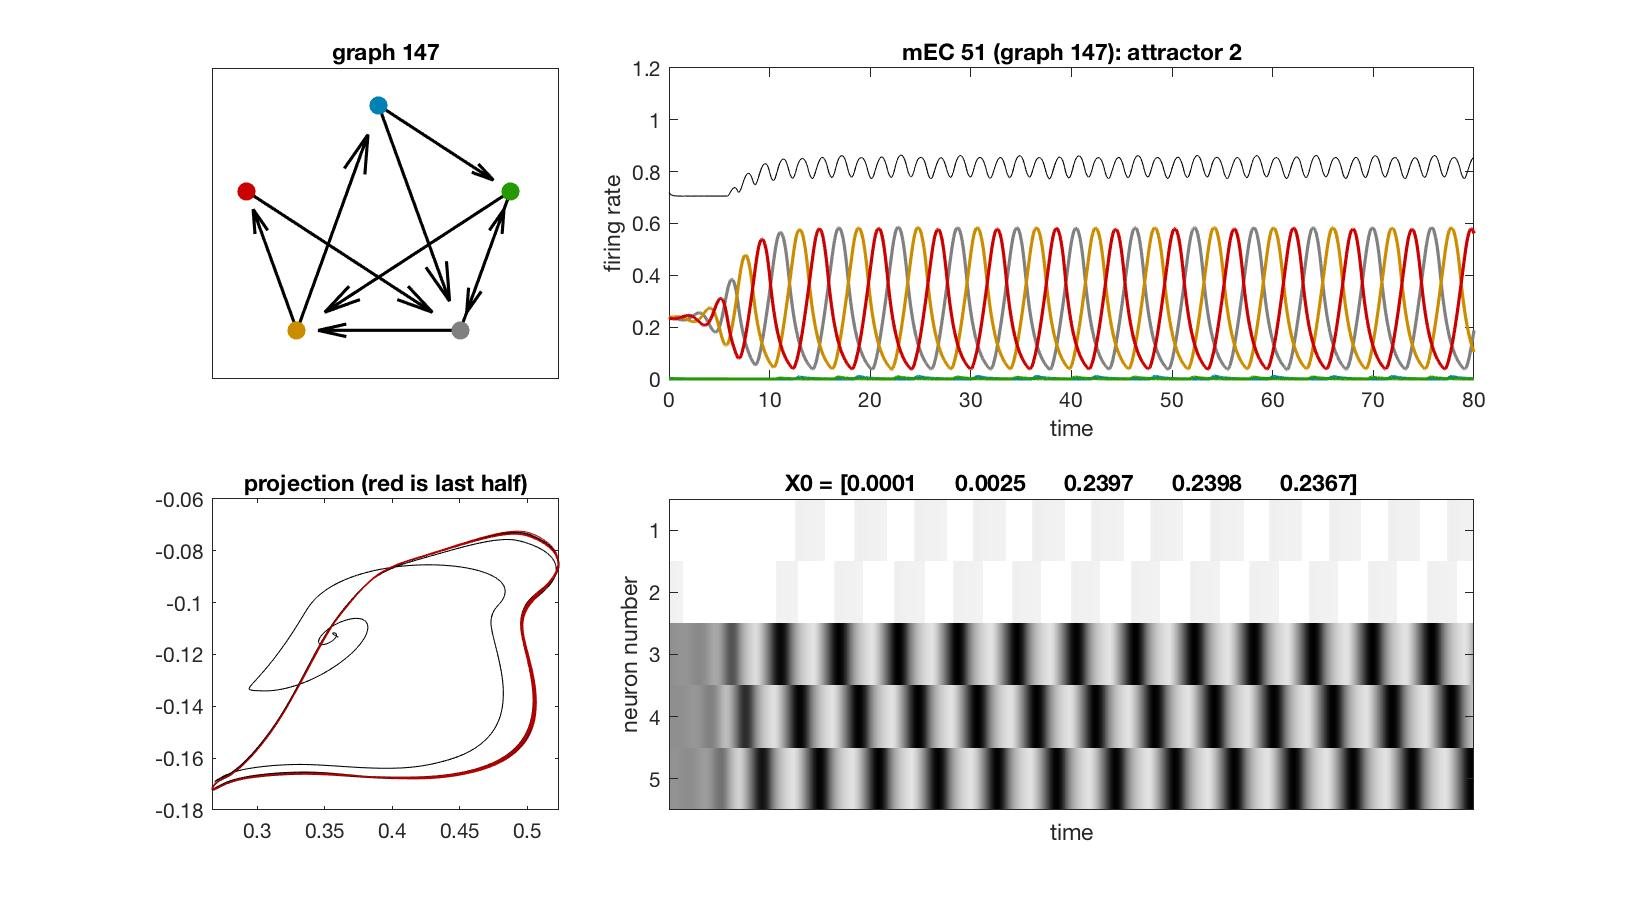 graph 147
mEC 51 (graph 147): attractor 2
1.2
1
0.8
0.6
0.4
0.2
0
firing rate
0 10 20 30 40 50 60 70 80
time
projection (red is last half)
-0.06
-0.08
-0.1
-0.12
-0.14
-0.16
-0.18
0.3 0.35 0.4 0.45 0.5
X0 = [0.0001 0.0025 0.2397 0.2398 0.2367]
1
2
3
4
5
neuron number
time